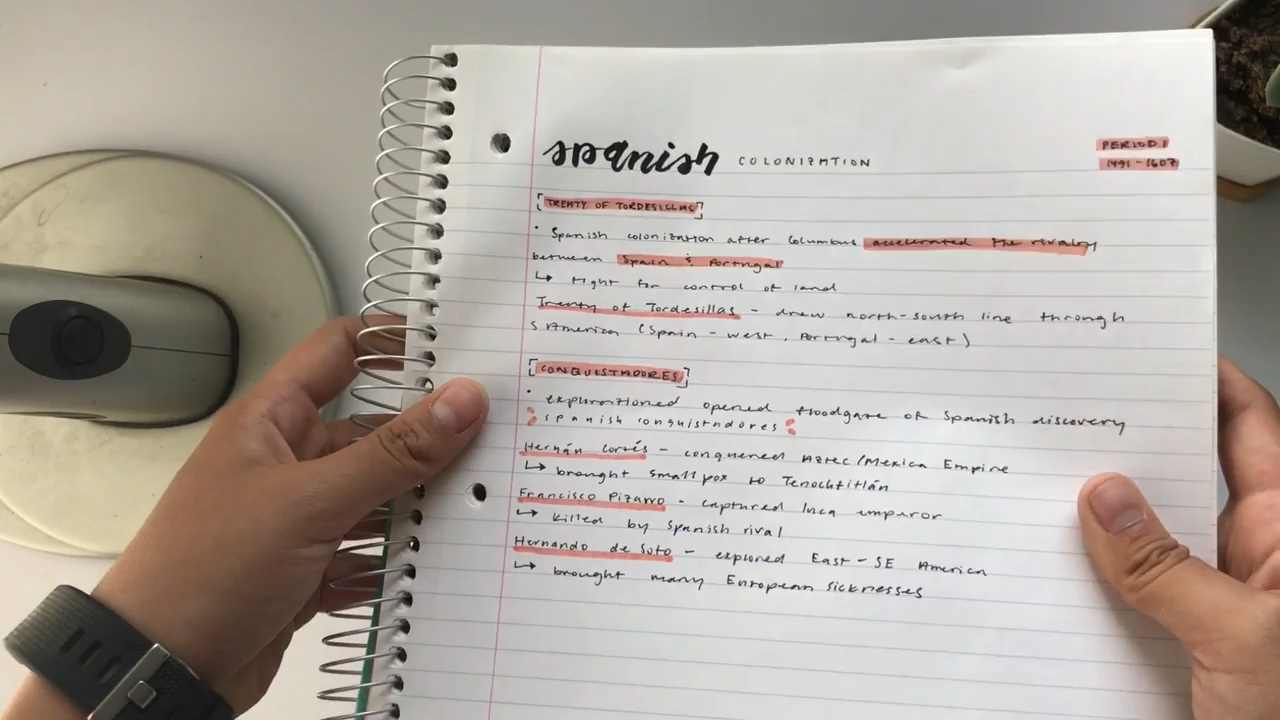 spanish COLONIZATION
PERIOD 1
1491-1607
[TREATY OF TORDESILLAS]
• Spanish colonization after Columbus accelerated the rivalry
between Spain & Portugal
↳ fight for control of land
Treaty of Tordesillas - drew north-south line through
S America (Spain - west, Portugal - east)
[CONQUISTADORES]
• opened floodgate of Spanish discovery
spanish conquistadores
Hernán Cortés - conquered Aztec/Mexica Empire
↳ brought smallpox to Tenochtitlán
Francisco Pizarro - captured Inca emperor
↳ killed by Spanish rival
Hernando de Soto - explored East-SE America
↳ brought many European sicknesses